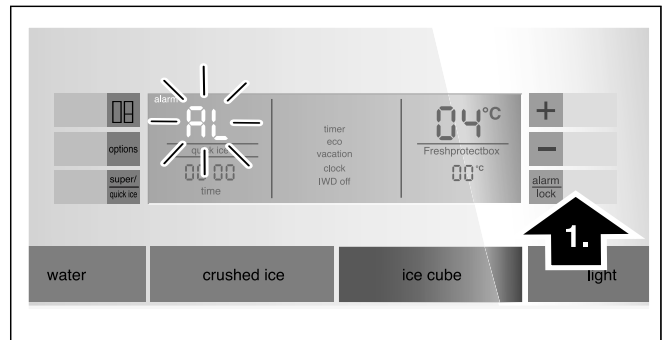 options
super/
quick ice
alarm
AL
quick ice
00 00
time
timer
eco
vacation
clock
IWD off
04°C
Freshprotectbox
00°C
+
−
alarm
lock
1.
water
crushed ice
ice cube
light